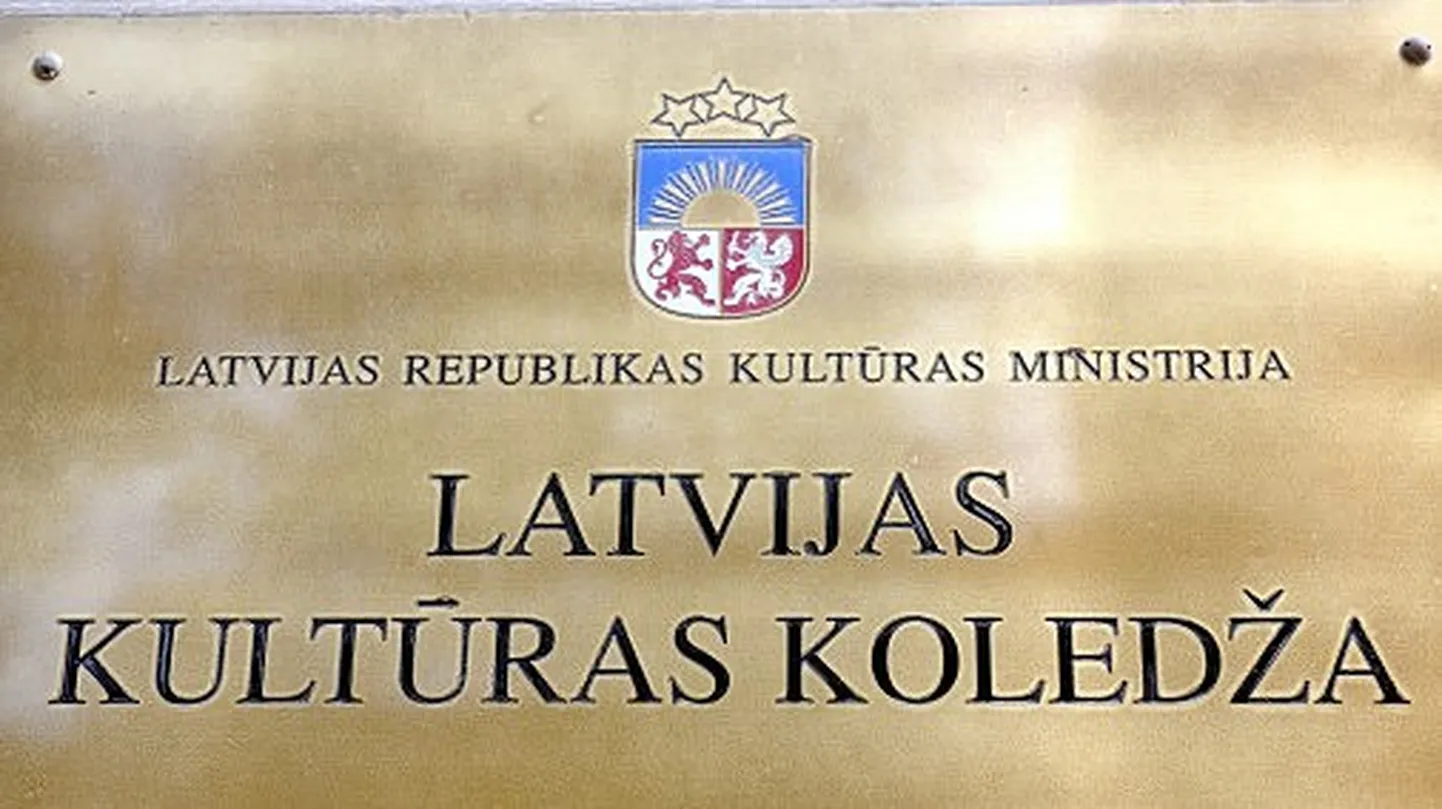 LATVIJAS REPUBLIKAS KULTŪRAS MINISTRIJA
LATVIJAS
KULTŪRAS KOLEDŽA